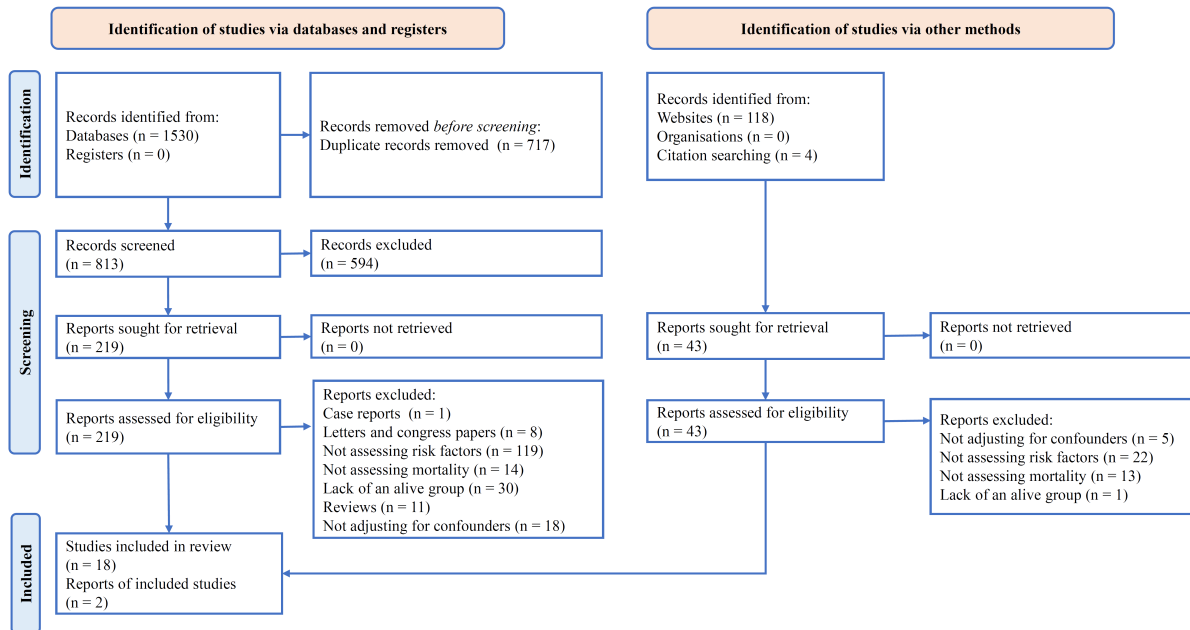 Identification of studies via databases and registers
Identification of studies via other methods
Identification
Records identified from:
Databases (n = 1530)
Registers (n = 0)
Records removed before screening:
Duplicate records removed (n = 717)
Records identified from:
Websites (n = 118)
Organisations (n = 0)
Citation searching (n = 4)
Screening
Records screened
(n = 813)
Records excluded
(n = 594)
Reports sought for retrieval
(n = 219)
Reports not retrieved
(n = 0)
Reports sought for retrieval
(n = 43)
Reports not retrieved
(n = 0)
Reports assessed for eligibility
(n = 219)
Reports excluded:
Case reports (n = 1)
Letters and congress papers (n = 8)
Not assessing risk factors (n = 119)
Not assessing mortality (n = 14)
Lack of an alive group (n = 30)
Reviews (n = 11)
Not adjusting for confounders (n = 18)
Reports assessed for eligibility
(n = 43)
Reports excluded:
Not adjusting for confounders (n = 5)
Not assessing risk factors (n = 22)
Not assessing mortality (n = 13)
Lack of an alive group (n = 1)
Included
Studies included in review
(n = 18)
Reports of included studies
(n = 2)